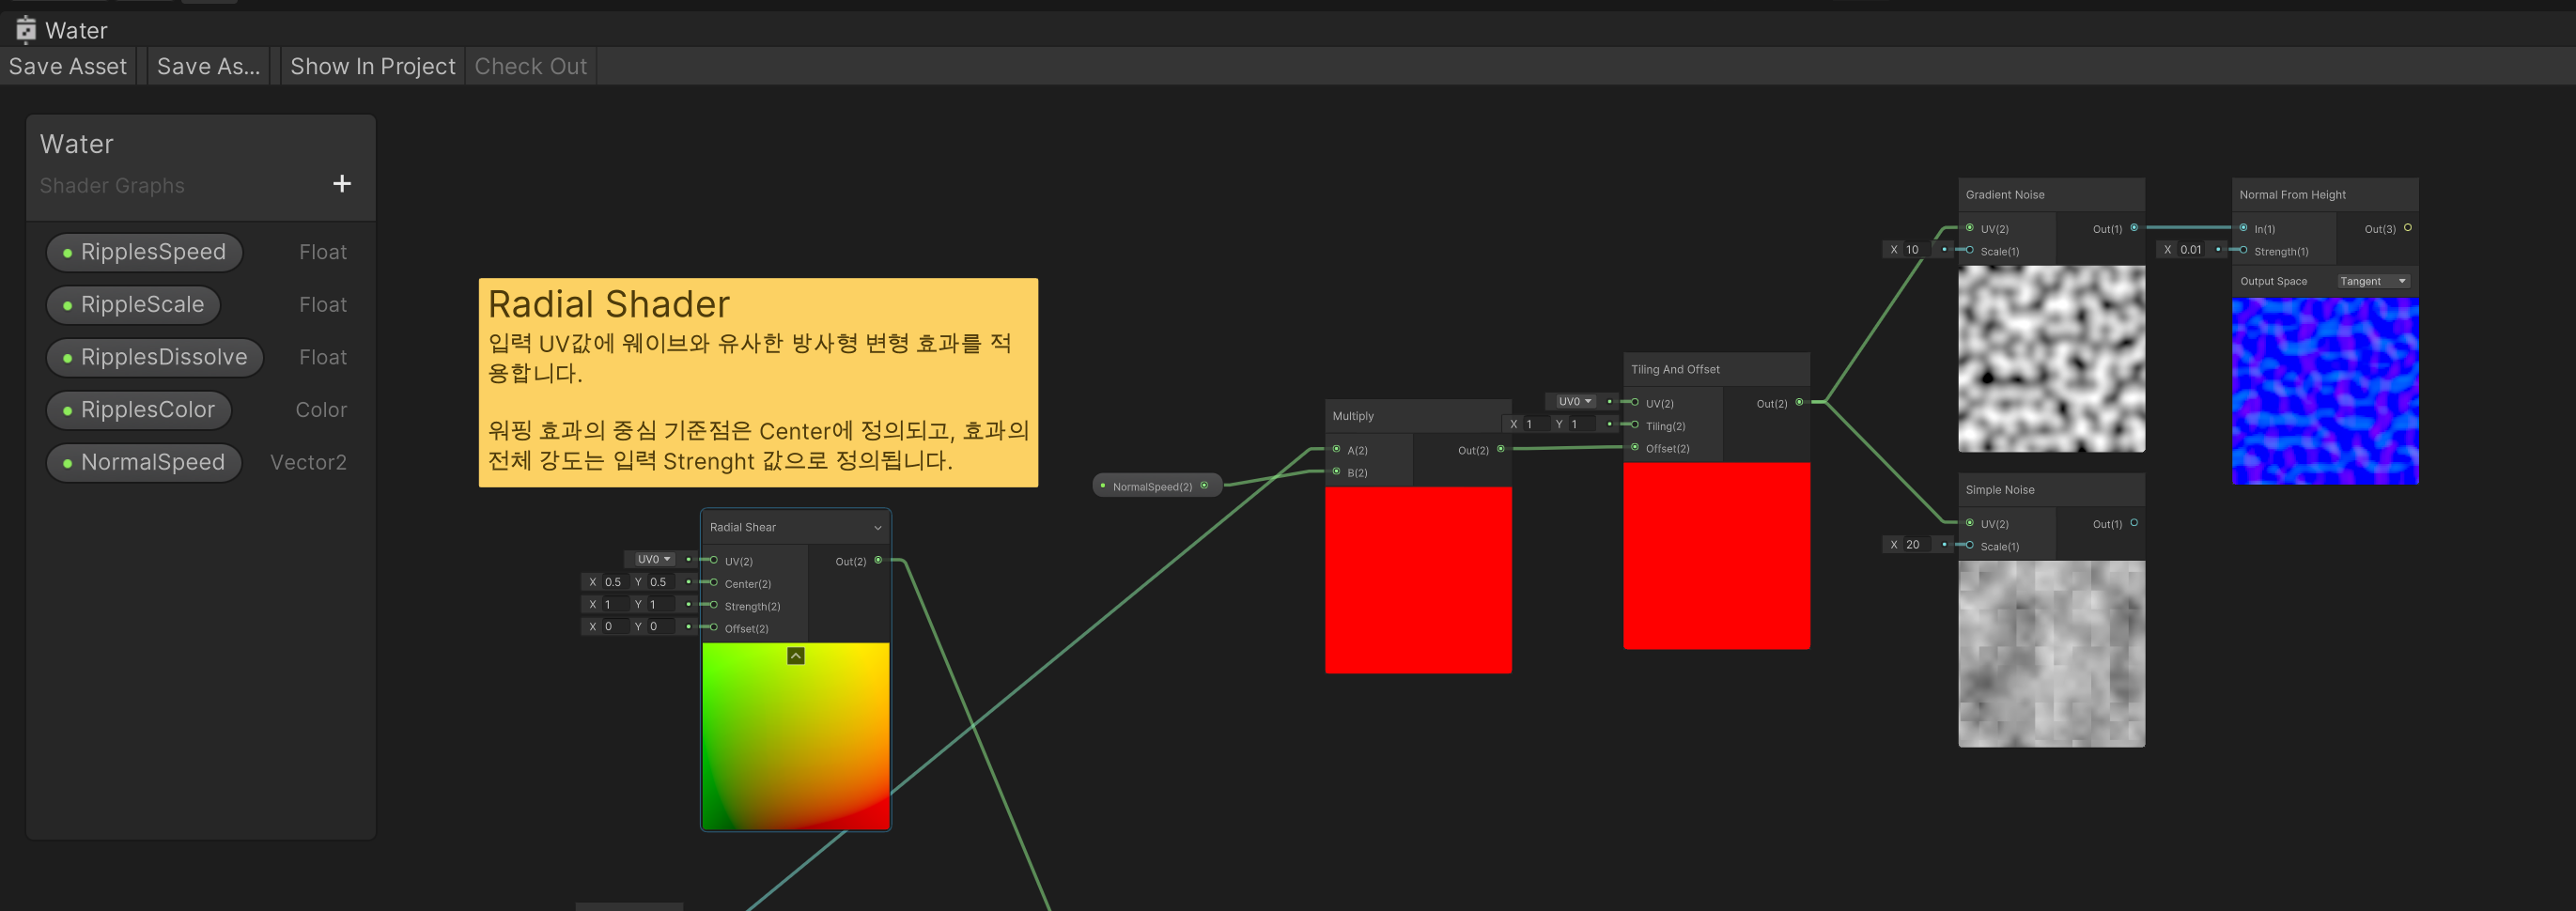 Water
Save Asset
Save As...
Show In Project
Check Out
Water
Shader Graphs
+
RipplesSpeed Float
RippleScale Float
RipplesDissolve Float
RipplesColor Color
NormalSpeed Vector2
Radial Shader
입력 UV값에 웨이브와 유사한 방사형 변형 효과를 적
용합니다.
워핑 효과의 중심 기준점은 Center에 정의되고, 효과의
전체 강도는 입력 Strenght 값으로 정의됩니다.
Radial Shear
UV0 UV(2) Out(2)
X 0.5 Y 0.5 Center(2)
X 1 Y 1 Strength(2)
X 0 Y 0 Offset(2)
NormalSpeed(2)
Multiply
A(2) Out(2)
B(2)
Tiling And Offset
UV0 UV(2) Out(2)
X 1 Y 1 Tiling(2)
Offset(2)
Gradient Noise
UV(2) Out(1)
X 10 Scale(1)
Simple Noise
UV(2) Out(1)
X 20 Scale(1)
Normal From Height
In(1) Out(3)
X 0.01 Strength(1)
Output Space Tangent